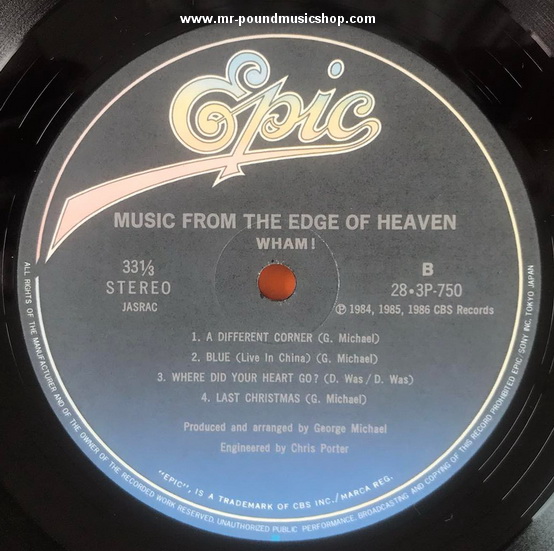 www.mr-poundmusicshop.com
Epic
MUSIC FROM THE EDGE OF HEAVEN
WHAM!
33⅓
STEREO
JASRAC
B
28・3P-750
Ⓟ 1984, 1985, 1986 CBS Records
1. A DIFFERENT CORNER (G. Michael)
2. BLUE (Live In China) (G. Michael)
3. WHERE DID YOUR HEART GO? (D. Was/D. Was)
4. LAST CHRISTMAS (G. Michael)
Produced and arranged by George Michael
Engineered by Chris Porter
"EPIC", IS A TRADEMARK OF CBS INC./MARCA REG.
ALL RIGHTS OF THE MANUFACTURER AND OF THE OWNER OF THE RECORDED WORK RESERVED. UNAUTHORIZED PUBLIC PERFORMANCE, BROADCASTING AND COPYING OF THIS RECORD PROHIBITED EPIC/SONY INC. TOKYO JAPAN